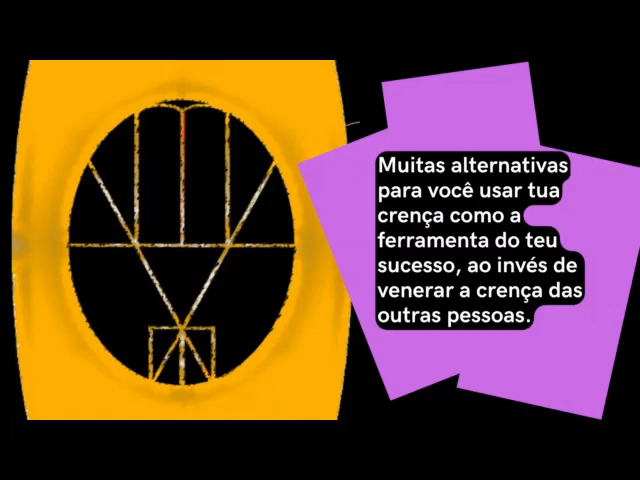 Muitas alternativas
para você usar tua
crença como a
ferramenta do teu
sucesso, ao invés de
venerar a crença das
outras pessoas.